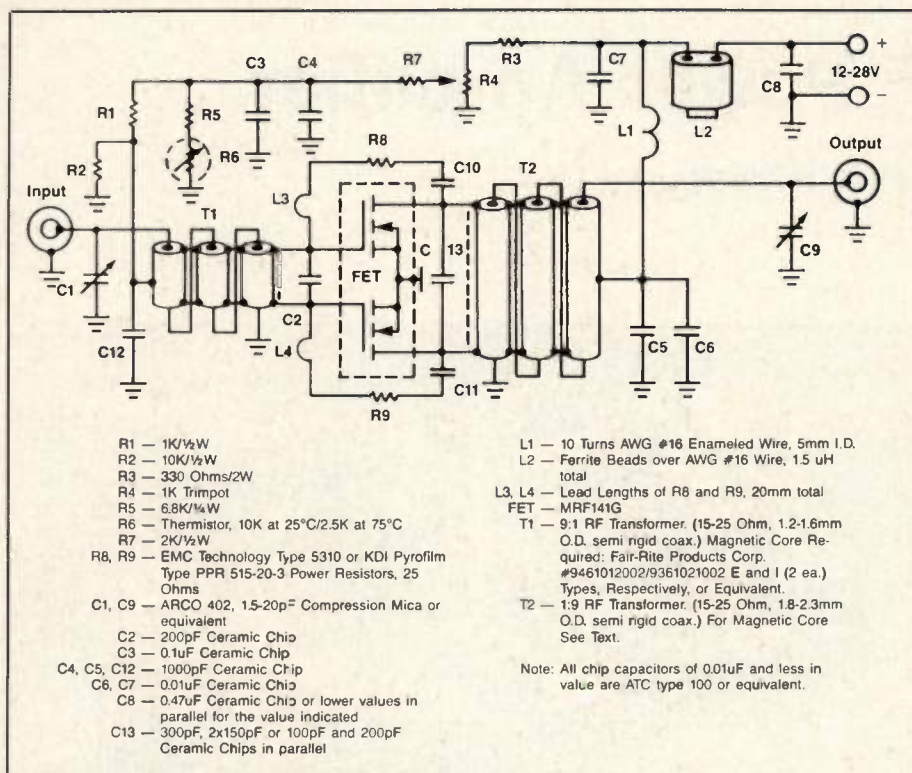 C3
C4
R7
R3
R4
C7
+
12-28V
−
C8
L2
L1
R1
R5
R6
R2
R8
C10
T2
Output
Input
T1
L3
C
13
FET
C9
C1
C2
C12
L4
C5
C6
C11
R9
R1 — 1K/½W
R2 — 10K/½W
R3 — 330 Ohms/2W
R4 — 1K Trimpot
R5 — 6.8K/¼W
R6 — Thermistor, 10K at 25°C/2.5K at 75°C
R7 — 2K/½W
R8, R9 — EMC Technology Type 5310 or KDI Pyrofilm
Type PPR 515-20-3 Power Resistors, 25
Ohms
C1, C9 — ARCO 402, 1.5-20pF Compression Mica or
equivalent
C2 — 200pF Ceramic Chip
C3 — 0.1uF Ceramic Chip
C4, C5, C12 — 1000pF Ceramic Chip
C6, C7 — 0.01uF Ceramic Chip
C8 — 0.47uF Ceramic Chip or lower values in
parallel for the value indicated
C13 — 300pF, 2x150pF or 100pF and 200pF
Ceramic Chips in parallel
L1 — 10 Turns AWG #16 Enameled Wire, 5mm I.D.
L2 — Ferrite Beads over AWG #16 Wire, 1.5 uH
total
L3, L4 — Lead Lengths of R8 and R9, 20mm total
FET — MRF141G
T1 — 9:1 RF Transformer. (15-25 Ohm, 1.2-1.6mm
O.D. semi rigid coax.) Magnetic Core Re-
quired: Fair-Rite Products Corp.
#9461012002/9361021002 E and I (2 ea.)
Types, Respectively, or Equivalent.
T2 — 1:9 RF Transformer. (15-25 Ohm, 1.8-2.3mm
O.D. semi rigid coax.) For Magnetic Core
See Text.
Note: All chip capacitors of 0.01uF and less in
value are ATC type 100 or equivalent.